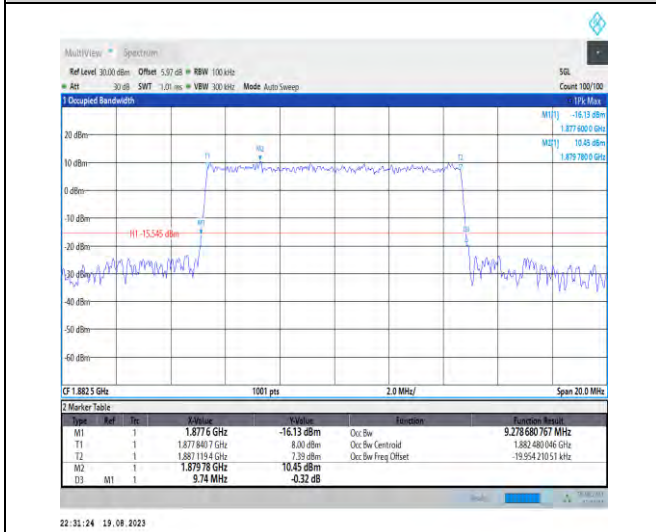 MultiView Spectrum
Ref Level 30.00 dBm Offset 5.97 dB RBW 100 kHz SGL
Att 30 dB SWT 1.01 ms VBW 300 kHz Mode Auto Sweep Count 100/100
1 Occupied Bandwidth 1Pk Max
M1[1] -16.13 dBm
1.877 600 0 GHz
M2[1] 10.45 dBm
1.879 780 0 GHz
20 dBm
M2
T1 T2
10 dBm
0 dBm
-10 dBm
M1
H1 -15.545 dBm
D3
-20 dBm
-30 dBm
-40 dBm
-50 dBm
-60 dBm
CF 1.882 5 GHz 1001 pts 2.0 MHz/ Span 20.0 MHz
2 Marker Table
Type Ref Trc X-Value Y-Value Function Function Result
M1 1 1.877 6 GHz -16.13 dBm Occ Bw 9.278 680 767 MHz
T1 1 1.877 840 7 GHz 8.00 dBm Occ Bw Centroid 1.882 480 046 GHz
T2 1 1.887 119 4 GHz 7.39 dBm Occ Bw Freq Offset -19.954 210 51 kHz
M2 1 1.879 78 GHz 10.45 dBm
D3 M1 1 9.74 MHz -0.32 dB
22:31:24 19.08.2023